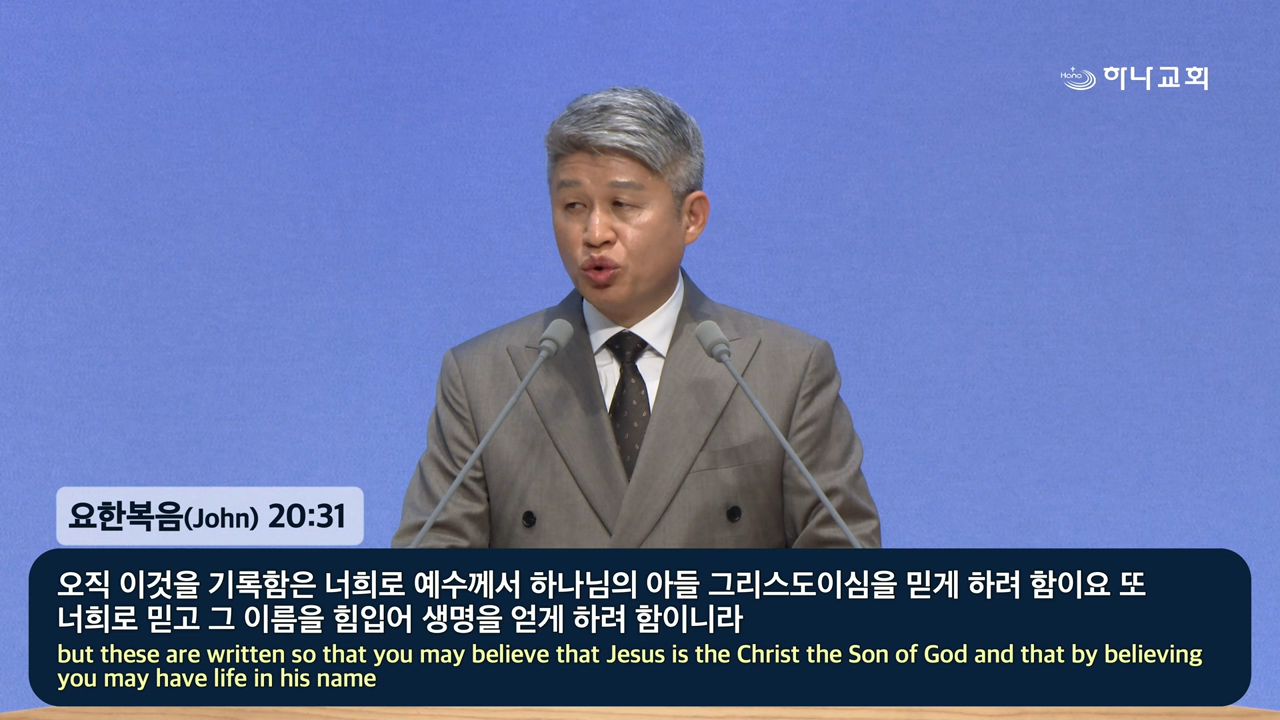 Hana 하나교회
요한복음(John) 20:31
오직 이것을 기록함은 너희로 예수께서 하나님의 아들 그리스도이심을 믿게 하려 함이요 또
너희로 믿고 그 이름을 힘입어 생명을 얻게 하려 함이니라
but these are written so that you may believe that Jesus is the Christ the Son of God and that by believing
you may have life in his name